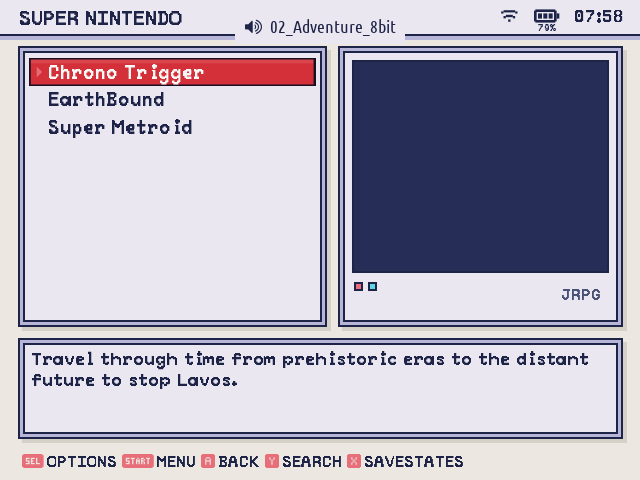 SUPER NINTENDO
02_Adventure_8bit
79%
07:58
Chrono Trigger
EarthBound
Super Metroid
JRPG
Travel through time from prehistoric eras to the distant
future to stop Lavos.
SEL OPTIONS START MENU A BACK Y SEARCH X SAVESTATES